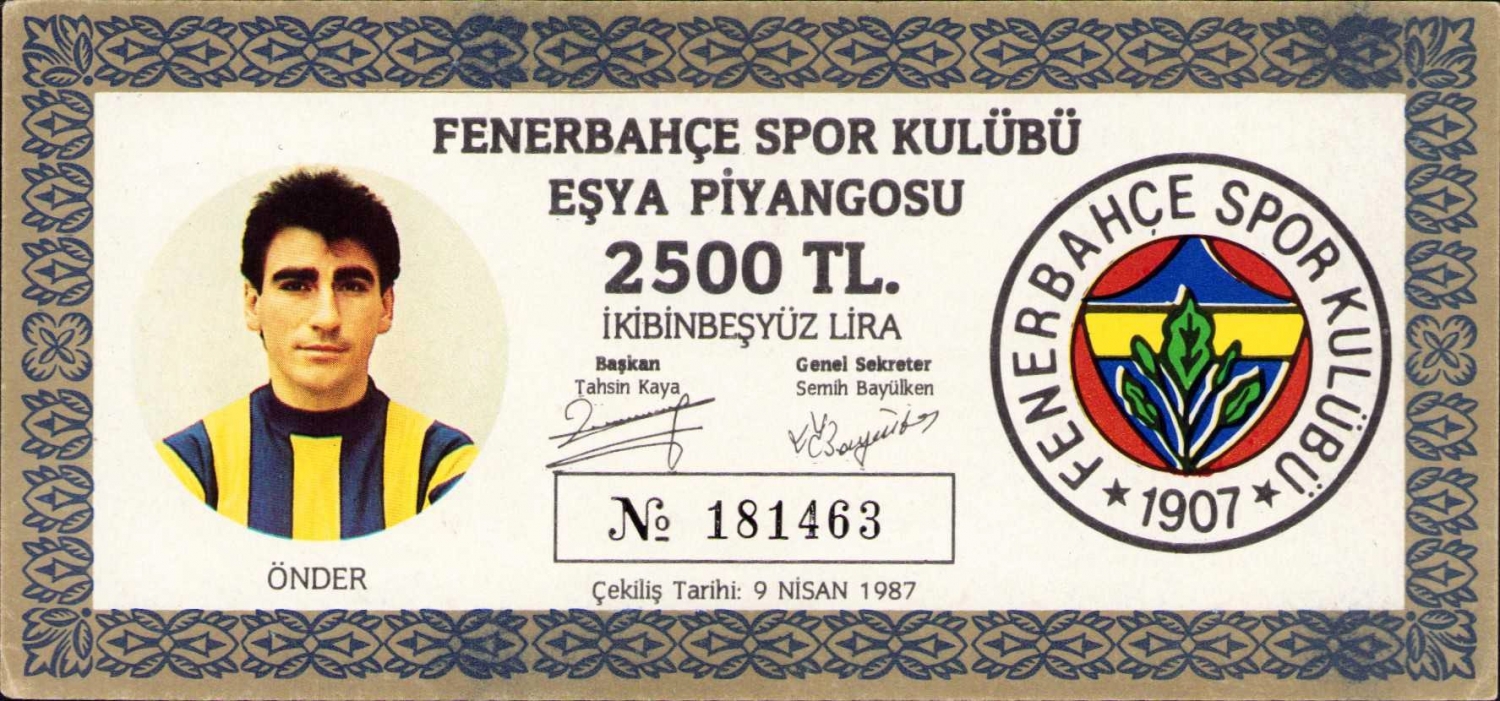 FENERBAHÇE SPOR KULÜBÜ
EŞYA PİYANGOSU
2500 TL.
İKİBİNBEŞYÜZ LİRA
Başkan
Tahsin Kaya
Genel Sekreter
Semih Bayülken
№ 181463
Çekiliş Tarihi: 9 NİSAN 1987
ÖNDER
FENERBAHÇE SPOR KULÜBÜ
★ 1907 ★